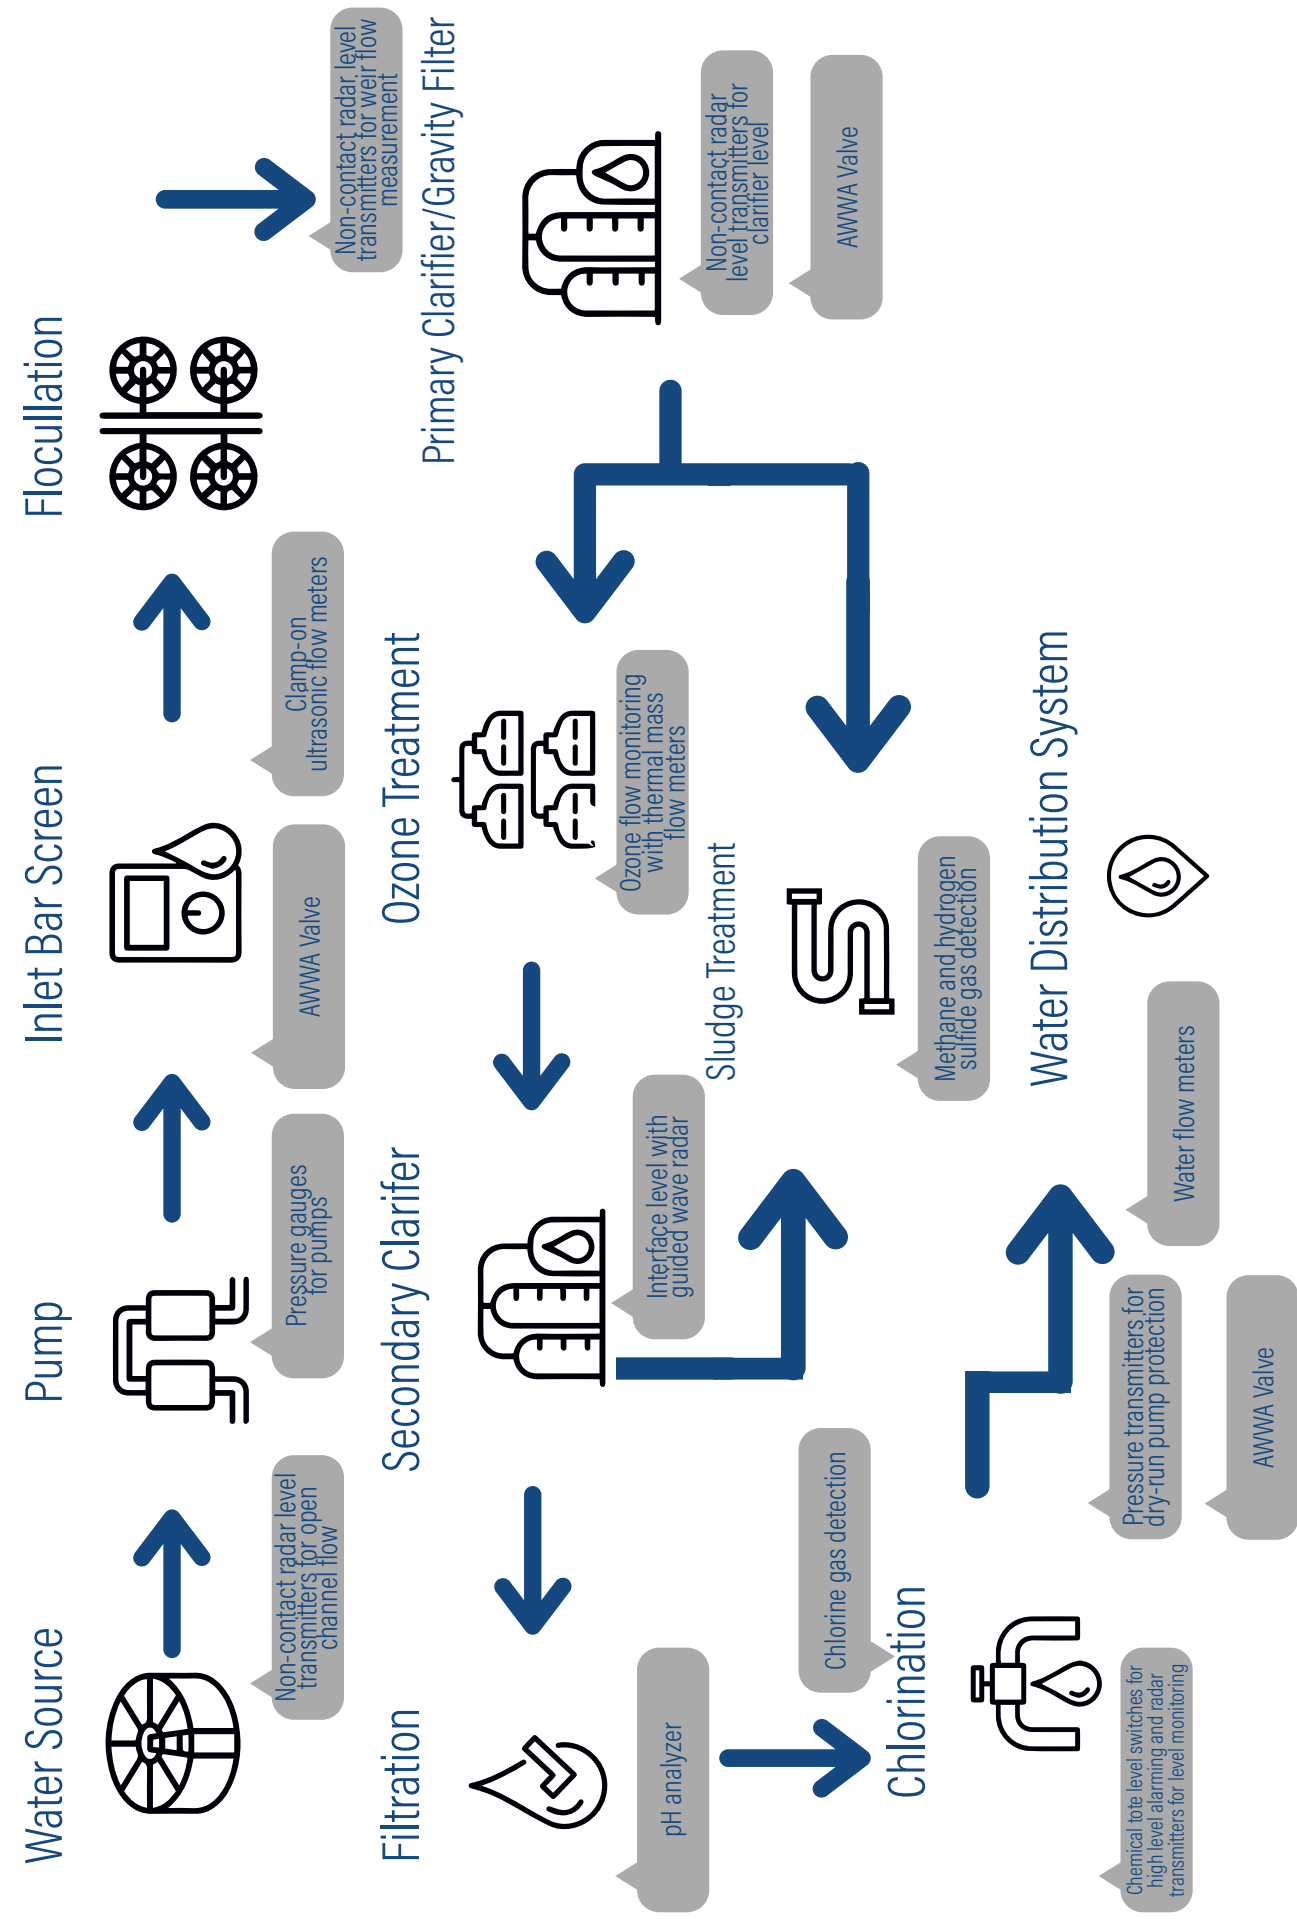 Water Source
Non-contact radar level
transmitters for open
channel flow
Pump
Pressure gauges
for pumps
Inlet Bar Screen
AWWA Valve
Clamp-on
ultrasonic flow meters
Flocullation
Non-contact radar level
transmitters for weir flow
measurement
Primary Clarifier/Gravity Filter
Non-contact radar
level transmitters for
clarifier level
AWWA Valve
Ozone Treatment
Ozone flow monitoring
with thermal mass
flow meters
Secondary Clarifer
Interface level with
guided wave radar
Sludge Treatment
Methane and hydrogen
sulfide gas detection
Filtration
pH analyzer
Chlorination
Chlorine gas detection
Chemical tote level switches for
high level alarming and radar
transmitters for level monitoring
Pressure transmitters for
dry-run pump protection
AWWA Valve
Water Distribution System
Water flow meters